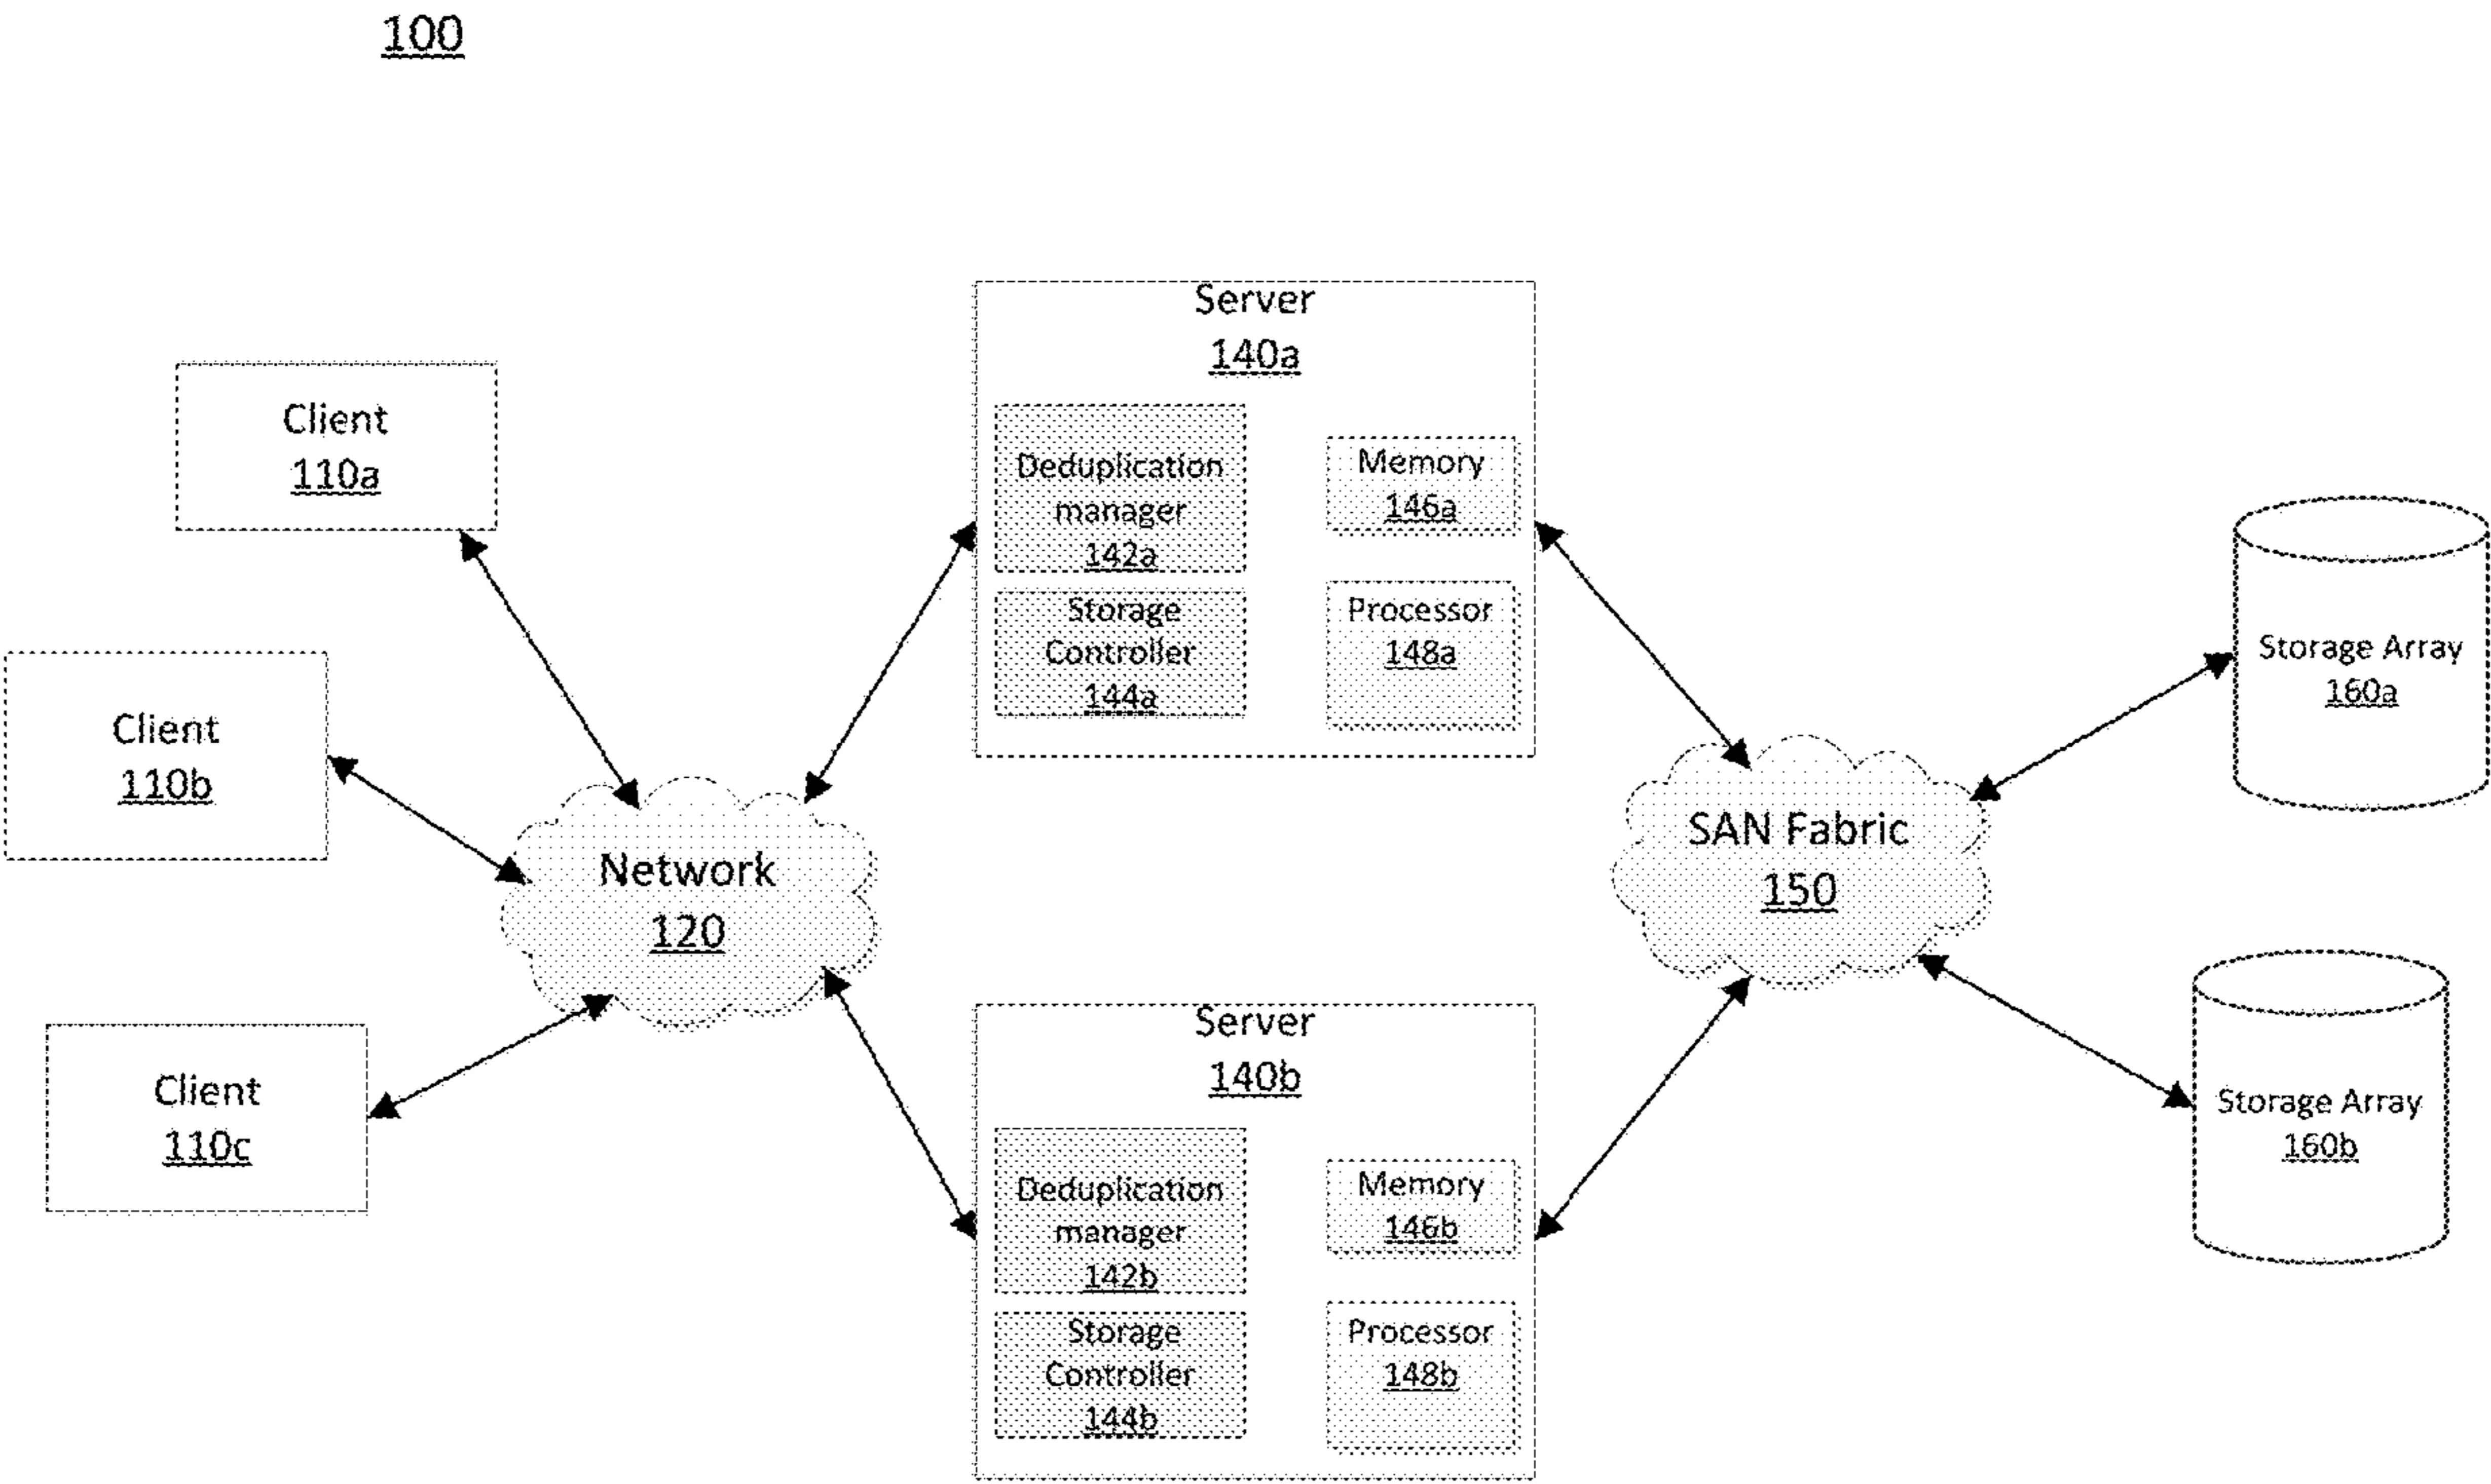 100
Client
110a
Client
110b
Client
110c
Network
120
Server
140a
Deduplication
manager
142a
Storage
Controller
144a
Memory
146a
Processor
148a
Server
140b
Deduplication
manager
142b
Storage
Controller
144b
Memory
146b
Processor
148b
SAN Fabric
150
Storage Array
160a
Storage Array
160b